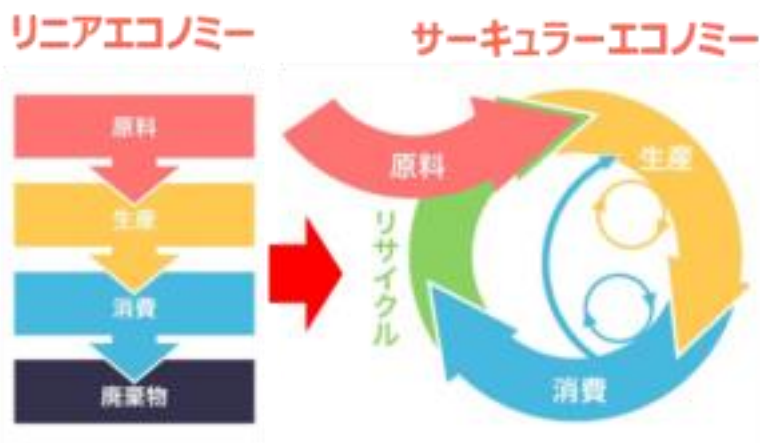 リニアエコノミー
サーキュラーエコノミー
原料
生産
消費
廃棄物
原料
生産
リサイクル
消費